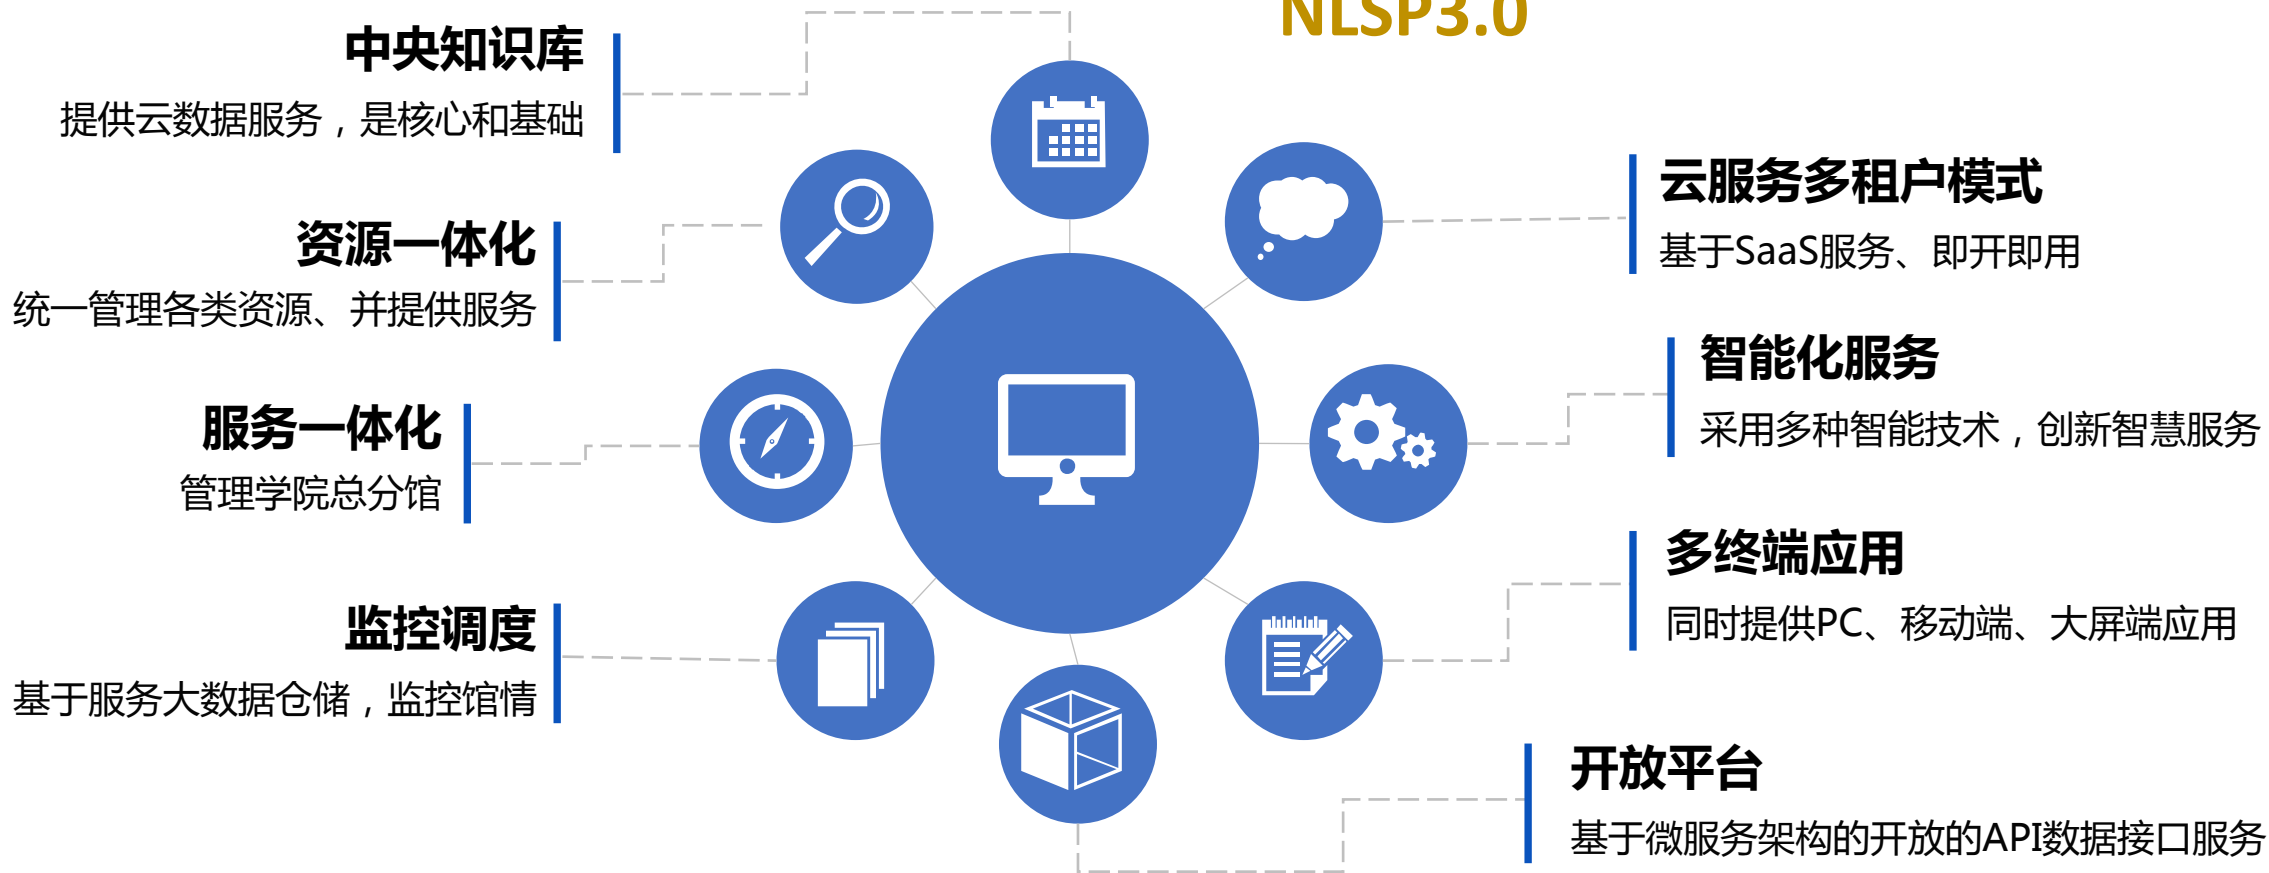 NLSP3.0
中央知识库
提供云数据服务，是核心和基础
资源一体化
统一管理各类资源、并提供服务
服务一体化
管理学院总分馆
监控调度
基于服务大数据仓储，监控馆情
云服务多租户模式
基于SaaS服务、即开即用
智能化服务
采用多种智能技术，创新智慧服务
多终端应用
同时提供PC、移动端、大屏端应用
开放平台
基于微服务架构的开放的API数据接口服务